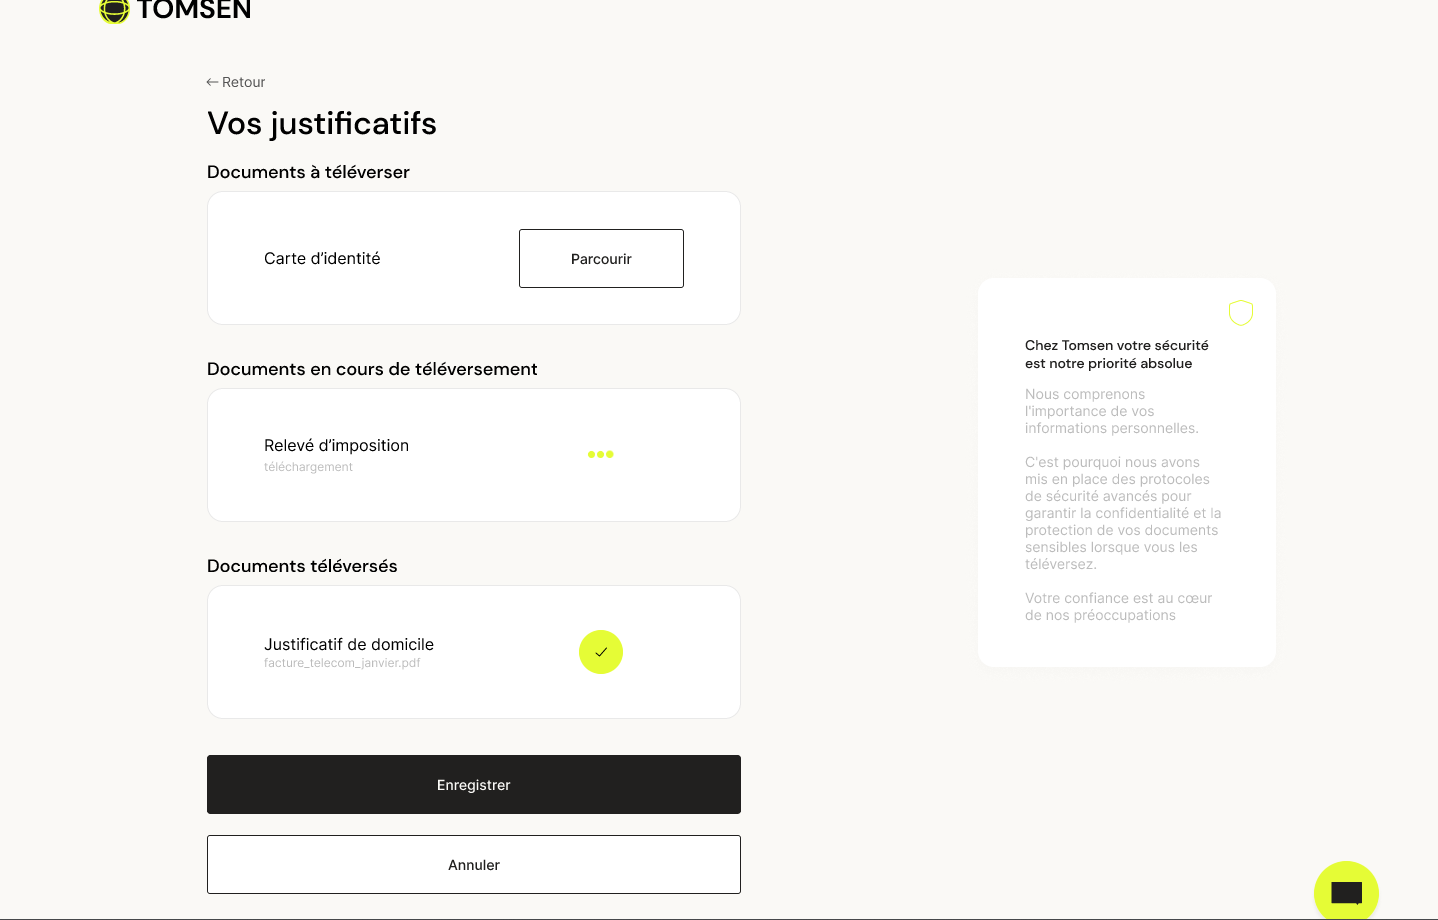 TOMSEN
← Retour
Vos justificatifs
Documents à téléverser
Carte d’identité
Parcourir
Documents en cours de téléversement
Relevé d’imposition
téléchargement
Documents téléversés
Justificatif de domicile
facture_telecom_janvier.pdf
Enregistrer
Annuler
Chez Tomsen votre sécurité
est notre priorité absolue
Nous comprenons
l'importance de vos
informations personnelles.
C'est pourquoi nous avons
mis en place des protocoles
de sécurité avancés pour
garantir la confidentialité et la
protection de vos documents
sensibles lorsque vous les
téléversez.
Votre confiance est au cœur
de nos préoccupations